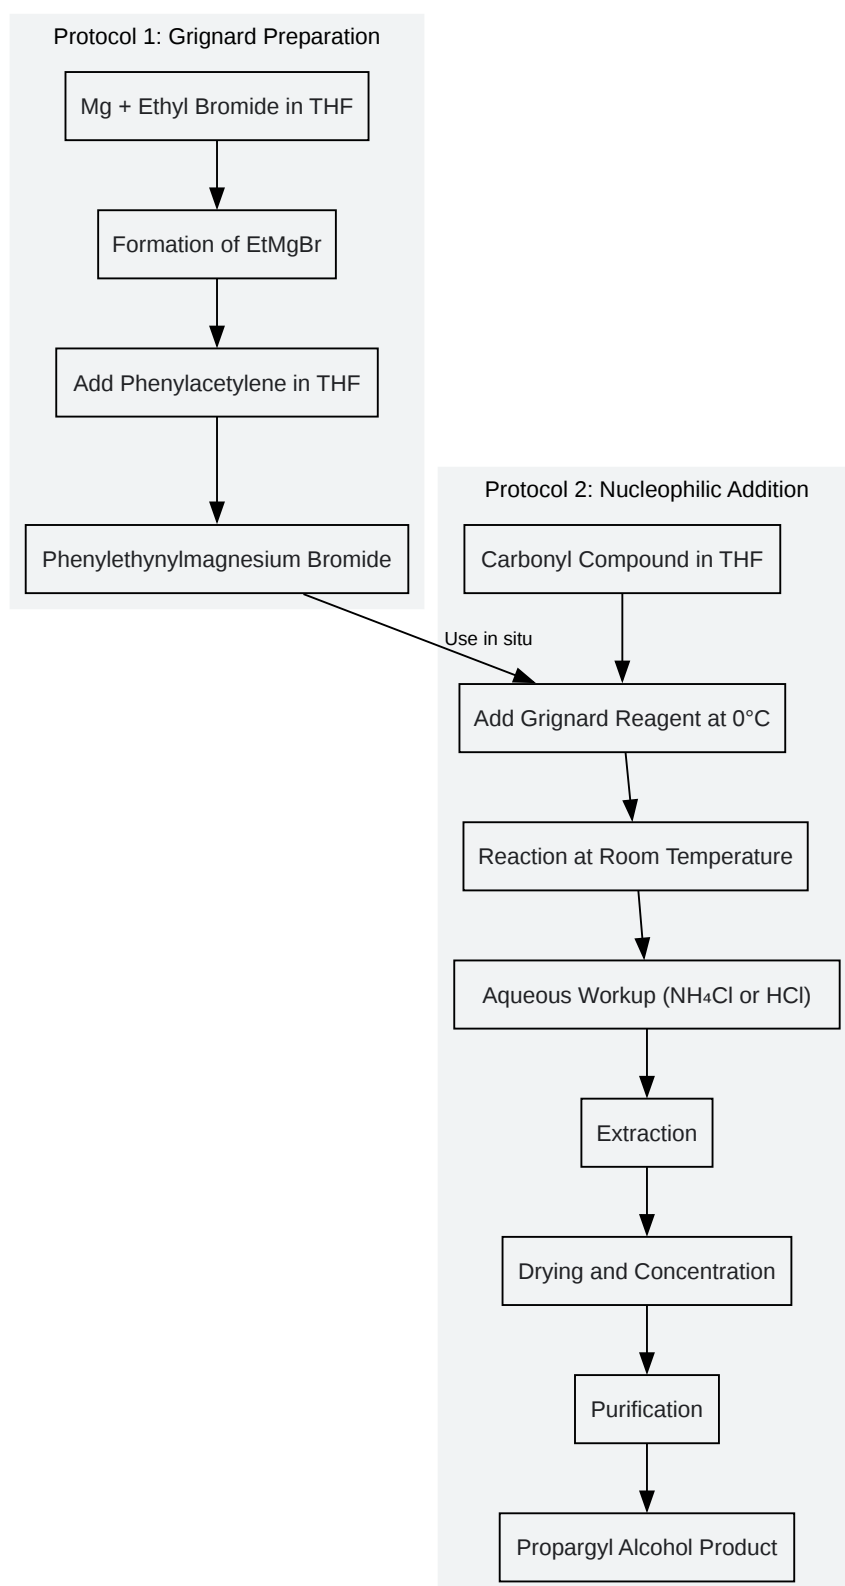 Protocol 1: Grignard Preparation
Mg + Ethyl Bromide in THF
Formation of EtMgBr
Add Phenylacetylene in THF
Phenylethynylmagnesium Bromide
Protocol 2: Nucleophilic Addition
Carbonyl Compound in THF
Use in situ
Add Grignard Reagent at 0°C
Reaction at Room Temperature
Aqueous Workup (NH₄Cl or HCl)
Extraction
Drying and Concentration
Purification
Propargyl Alcohol Product